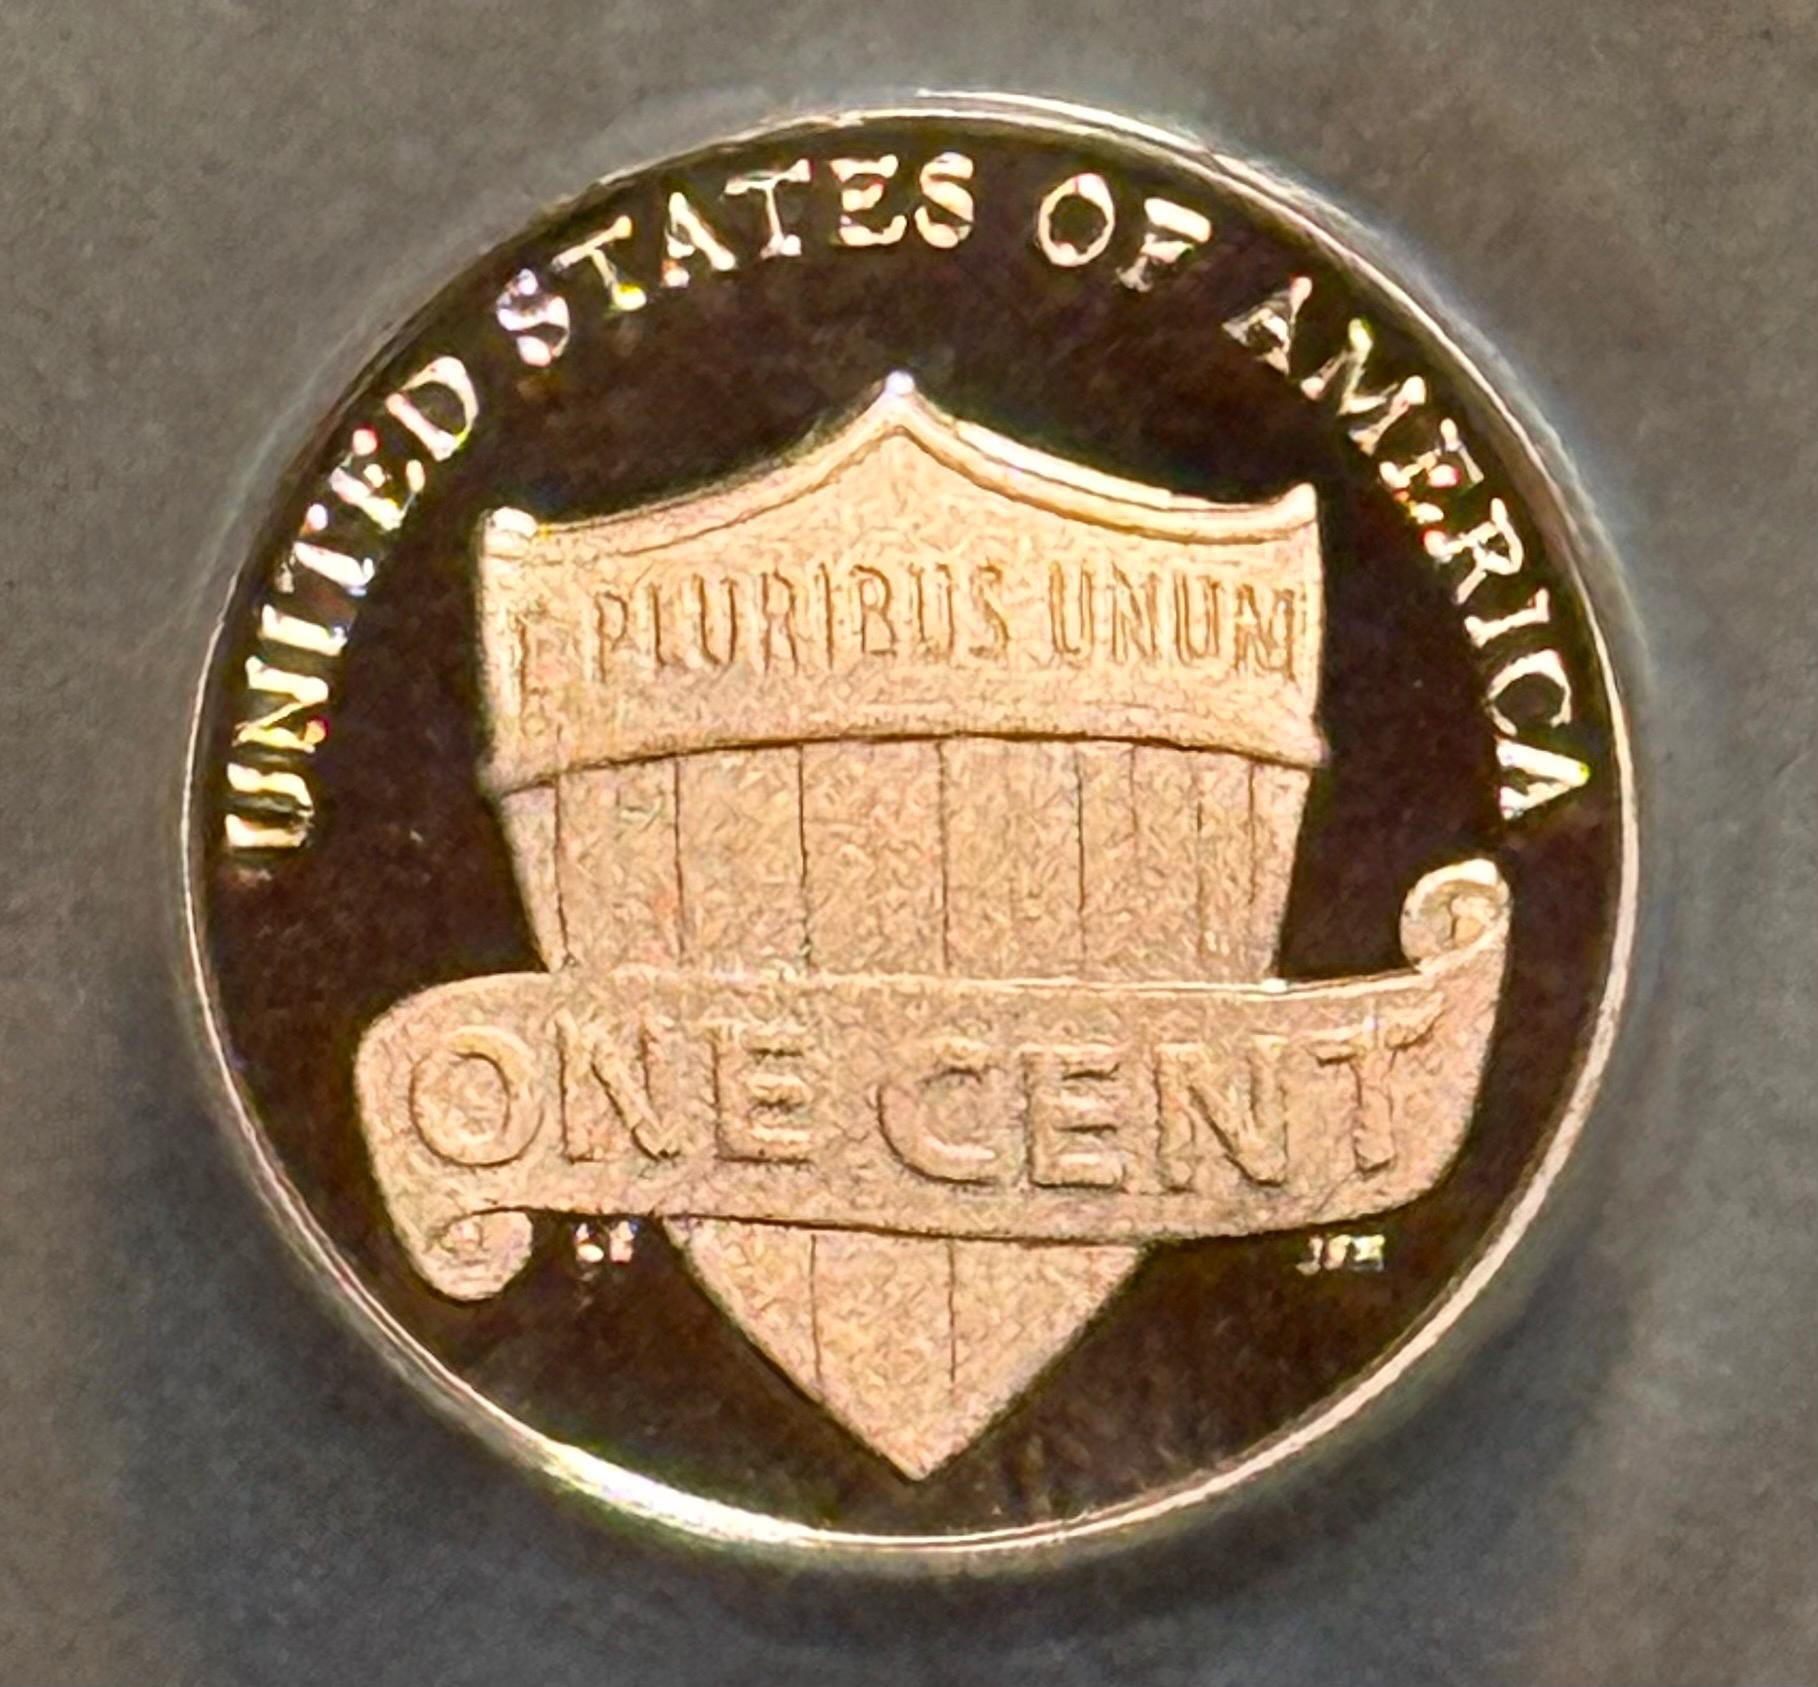 UNITED STATES OF AMERICA
E PLURIBUS UNUM
ONE CENT